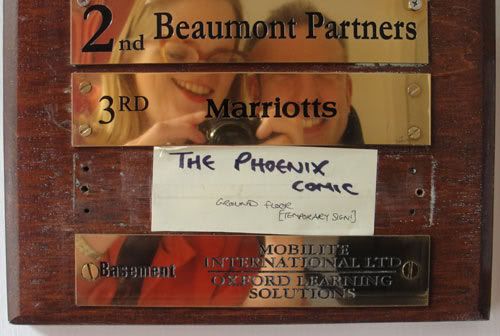 2nd Beaumont Partners
3RD Marriotts
THE PHOENIX
COMIC
GROUND FLOOR
[TEMPORARY SIGN!]
Basement
MOBILITE
INTERNATIONAL LTD
OXFORD LEARNING
SOLUTIONS